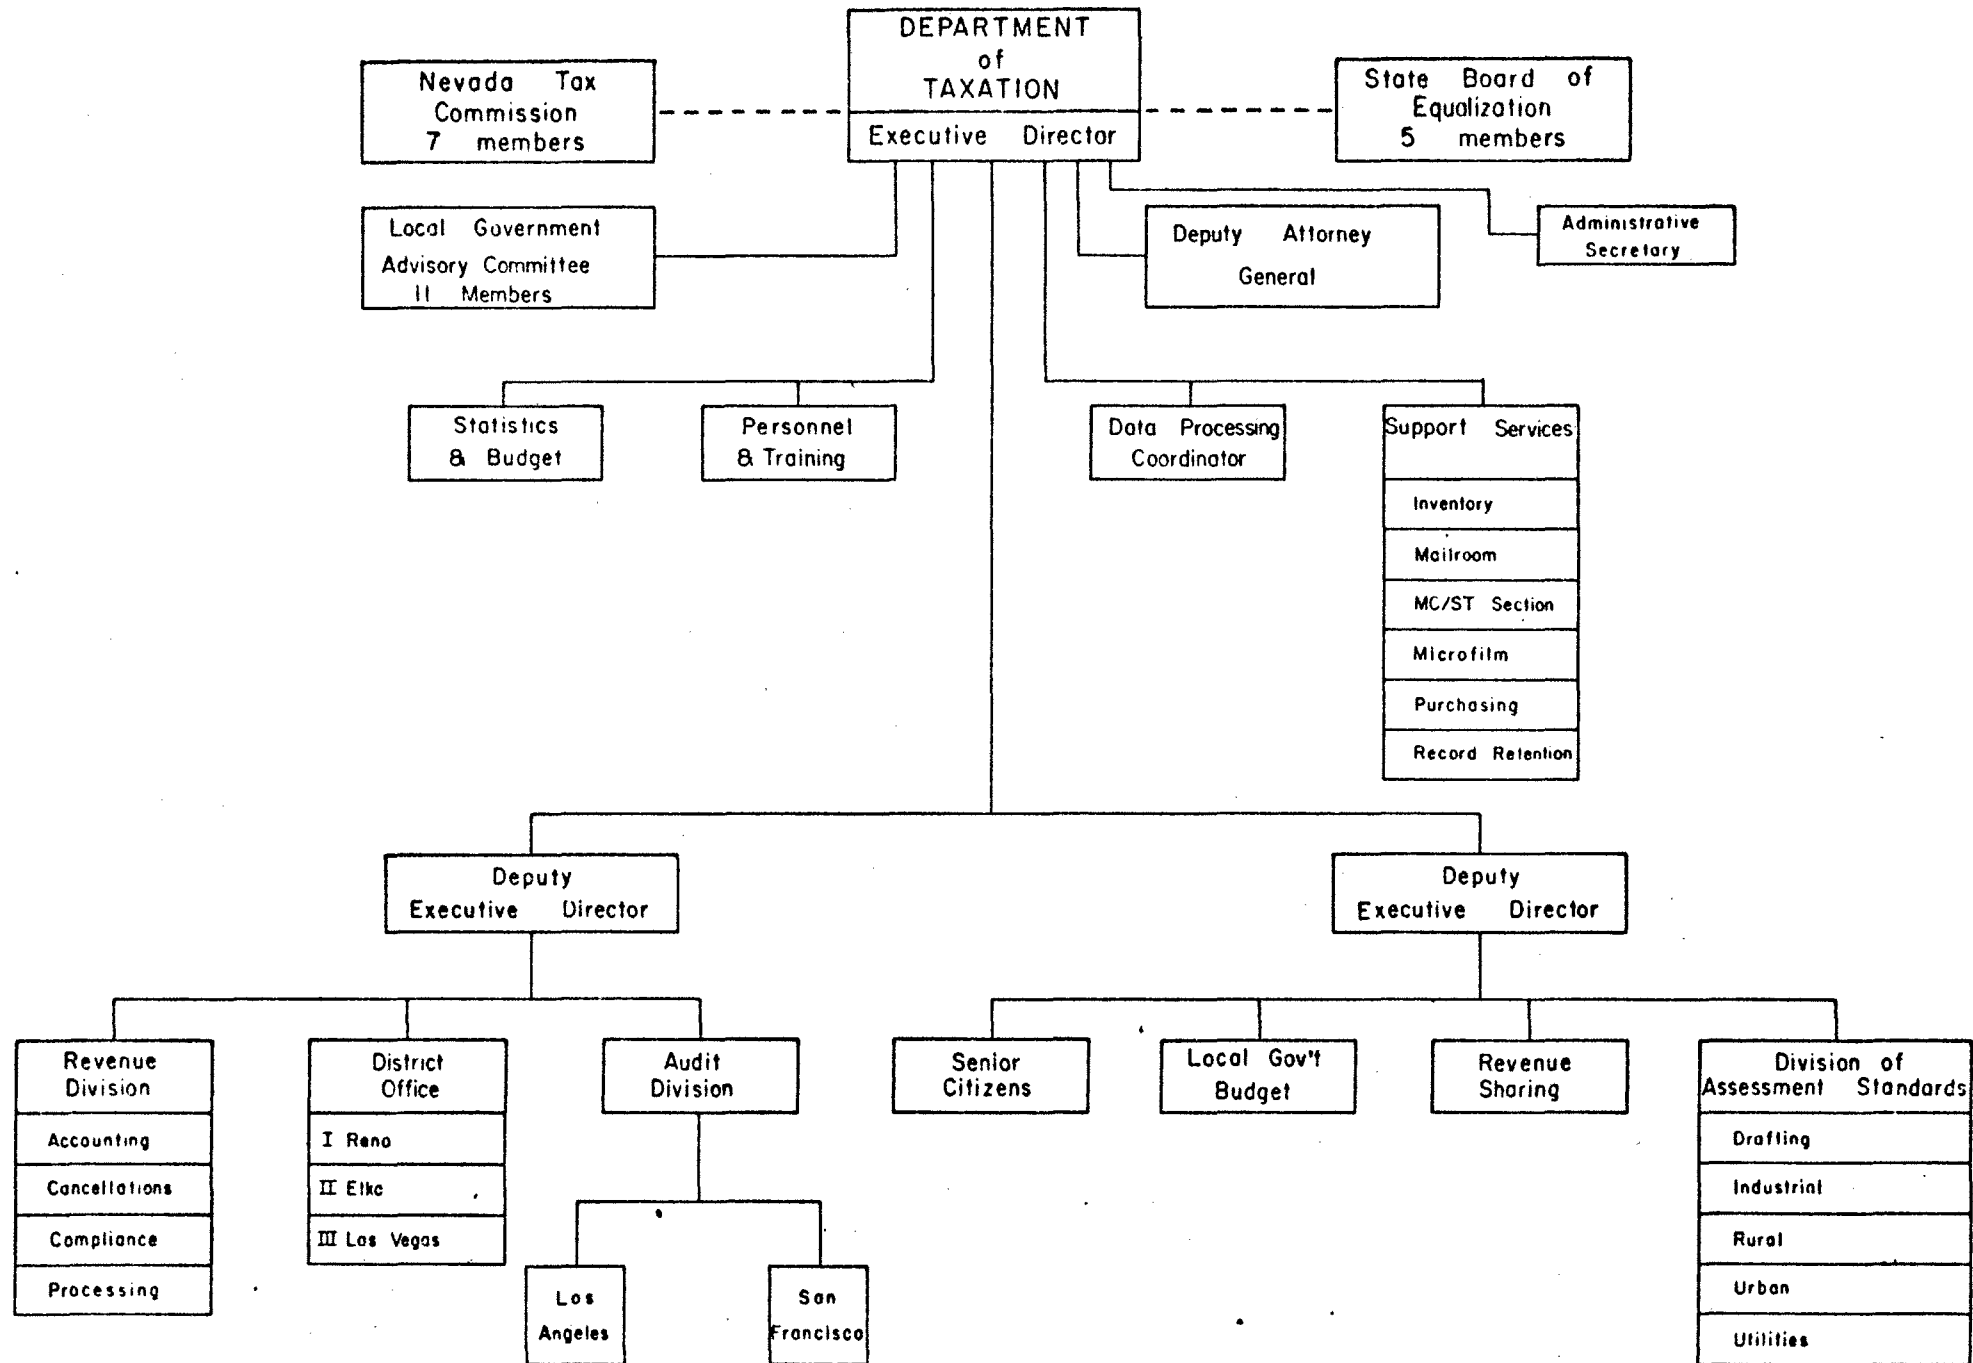 DEPARTMENT
of
TAXATION
Executive Director
Nevada Tax
Commission
7 members
State Board of
Equalization
5 members
Local Government
Advisory Committee
11 Members
Deputy Attorney
General
Administrative
Secretary
Statistics
& Budget
Personnel
& Training
Data Processing
Coordinator
Support Services
Inventory
Mailroom
MC/ST Section
Microfilm
Purchasing
Record Retention
Deputy
Executive Director
Deputy
Executive Director
Revenue
Division
Accounting
Cancellations
Compliance
Processing
District
Office
I Reno
II Elko
III Las Vegas
Audit
Division
Los
Angeles
San
Francisco
Senior
Citizens
Local Gov't
Budget
Revenue
Sharing
Division of
Assessment Standards
Drafting
Industrial
Rural
Urban
Utilities